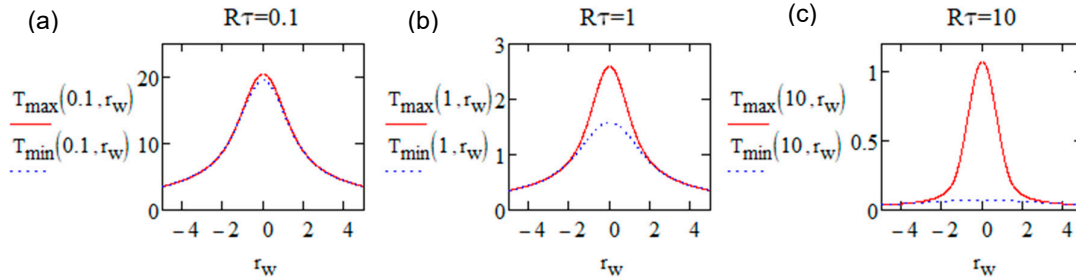 (a) Rτ=0.1
T_max(0.1, r_w)
T_min(0.1, r_w)
20
10
0
−4 −2 0 2 4
r_w
(b) Rτ=1
T_max(1, r_w)
T_min(1, r_w)
3
2
1
0
−4 −2 0 2 4
r_w
(c) Rτ=10
T_max(10, r_w)
T_min(10, r_w)
1
0.5
0
−4 −2 0 2 4
r_w